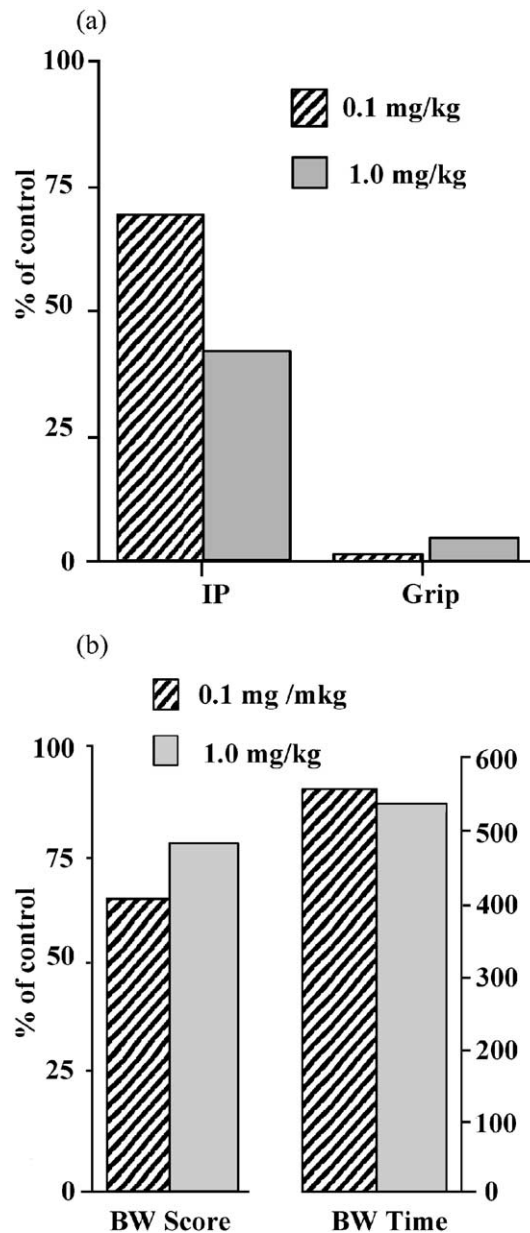 (a)
100
0.1 mg/kg
1.0 mg/kg
75
50
25
0
% of control
IP Grip
(b)
0.1 mg /mkg
1.0 mg/kg
100
75
50
25
0
% of control
600
500
400
300
200
100
0
BW Score BW Time